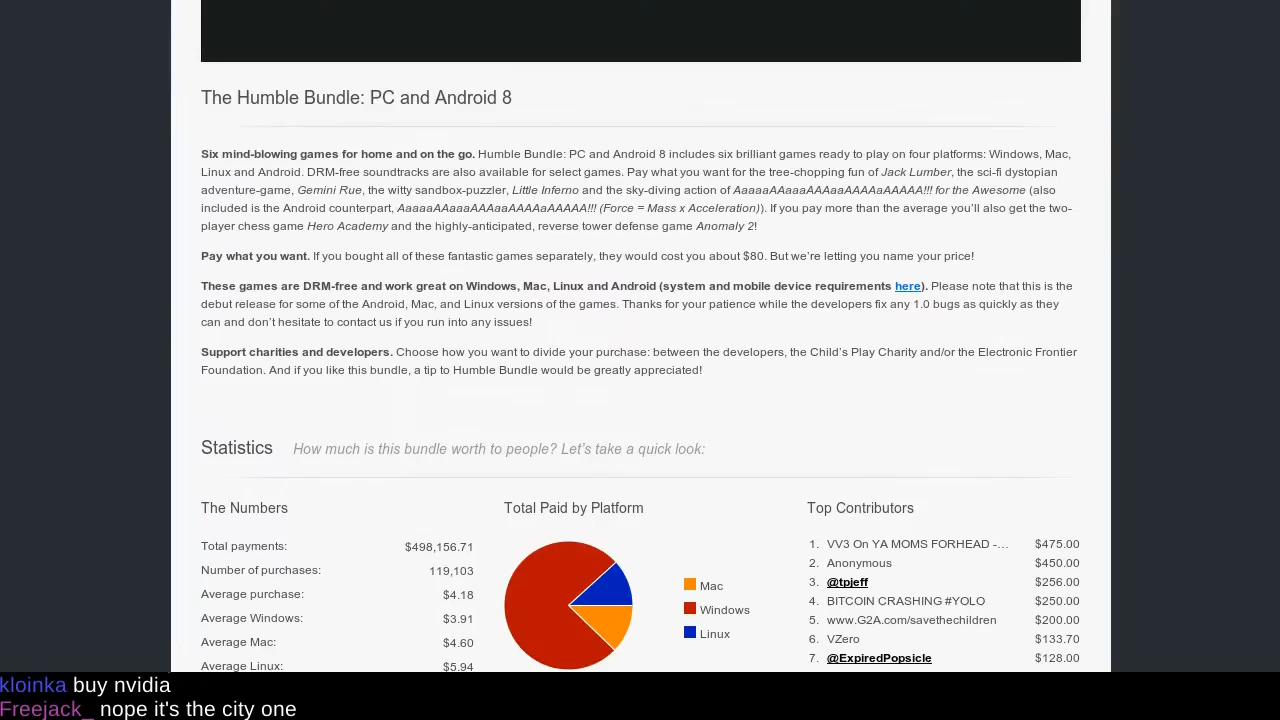 The Humble Bundle: PC and Android 8
Six mind-blowing games for home and on the go. Humble Bundle: PC and Android 8 includes six brilliant games ready to play on four platforms: Windows, Mac,
Linux and Android. DRM-free soundtracks are also available for select games. Pay what you want for the tree-chopping fun of Jack Lumber, the sci-fi dystopian
adventure-game, Gemini Rue, the witty sandbox-puzzler, Little Inferno and the sky-diving action of AaaaaAAaaaAAAaaAAAAaAAAAA!!! for the Awesome (also
included is the Android counterpart, AaaaaAAaaaAAAaaAAAAaAAAAA!!! (Force = Mass x Acceleration)). If you pay more than the average you’ll also get the two-
player chess game Hero Academy and the highly-anticipated, reverse tower defense game Anomaly 2!
Pay what you want. If you bought all of these fantastic games separately, they would cost you about $80. But we’re letting you name your price!
These games are DRM-free and work great on Windows, Mac, Linux and Android (system and mobile device requirements here). Please note that this is the
debut release for some of the Android, Mac, and Linux versions of the games. Thanks for your patience while the developers fix any 1.0 bugs as quickly as they
can and don’t hesitate to contact us if you run into any issues!
Support charities and developers. Choose how you want to divide your purchase: between the developers, the Child’s Play Charity and/or the Electronic Frontier
Foundation. And if you like this bundle, a tip to Humble Bundle would be greatly appreciated!
Statistics How much is this bundle worth to people? Let’s take a quick look:
The Numbers
Total payments: $498,156.71
Number of purchases: 119,103
Average purchase: $4.18
Average Windows: $3.91
Average Mac: $4.60
Average Linux: $5.94
Total Paid by Platform
Mac
Windows
Linux
Top Contributors
1. VV3 On YA MOMS FORHEAD -... $475.00
2. Anonymous $450.00
3. @tpjeff $256.00
4. BITCOIN CRASHING #YOLO $250.00
5. www.G2A.com/savethechildren $200.00
6. VZero $133.70
7. @ExpiredPopsicle $128.00
kloinka buy nvidia
Freejack_ nope it's the city one